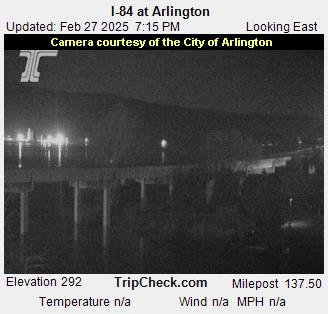 I-84 at Arlington
Updated: Feb 27 2025 7:15 PM Looking East
Camera courtesy of the City of Arlington
Elevation 292 TripCheck.com Milepost 137.50
Temperature n/a Wind n/a MPH n/a